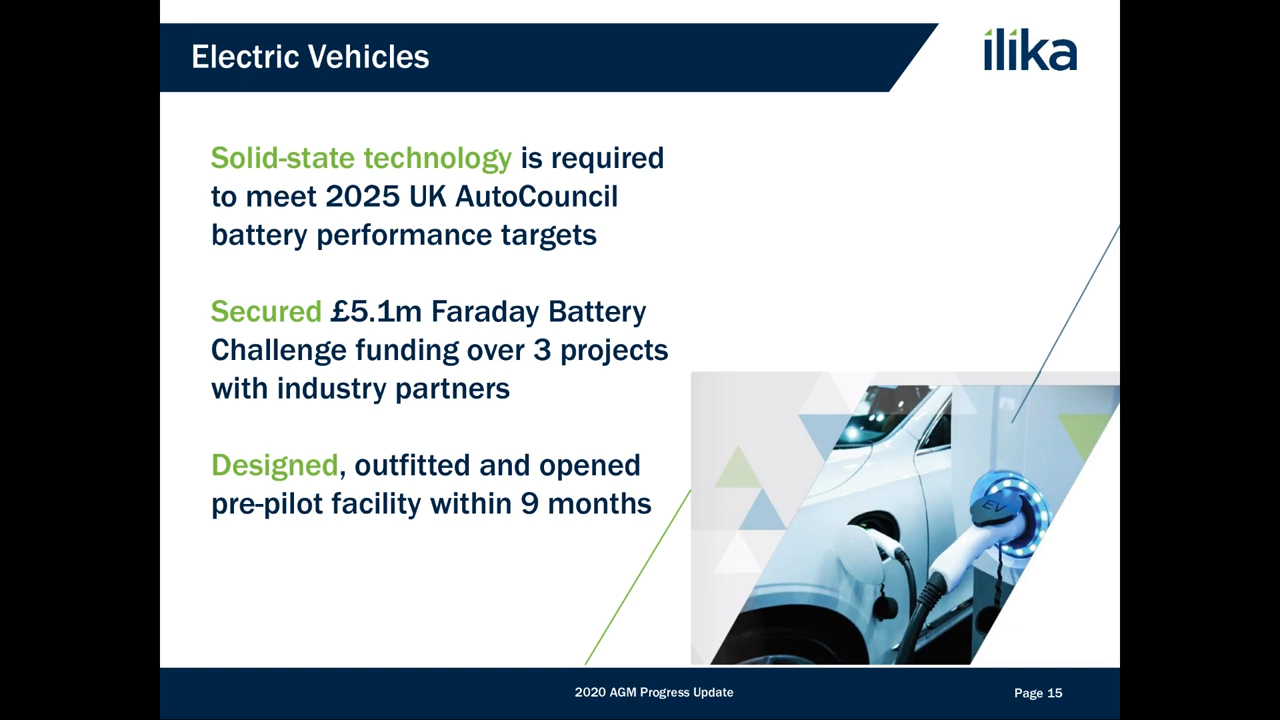 Electric Vehicles
ilika
Solid-state technology is required
to meet 2025 UK AutoCouncil
battery performance targets
Secured £5.1m Faraday Battery
Challenge funding over 3 projects
with industry partners
Designed, outfitted and opened
pre-pilot facility within 9 months
EV
2020 AGM Progress Update
Page 15